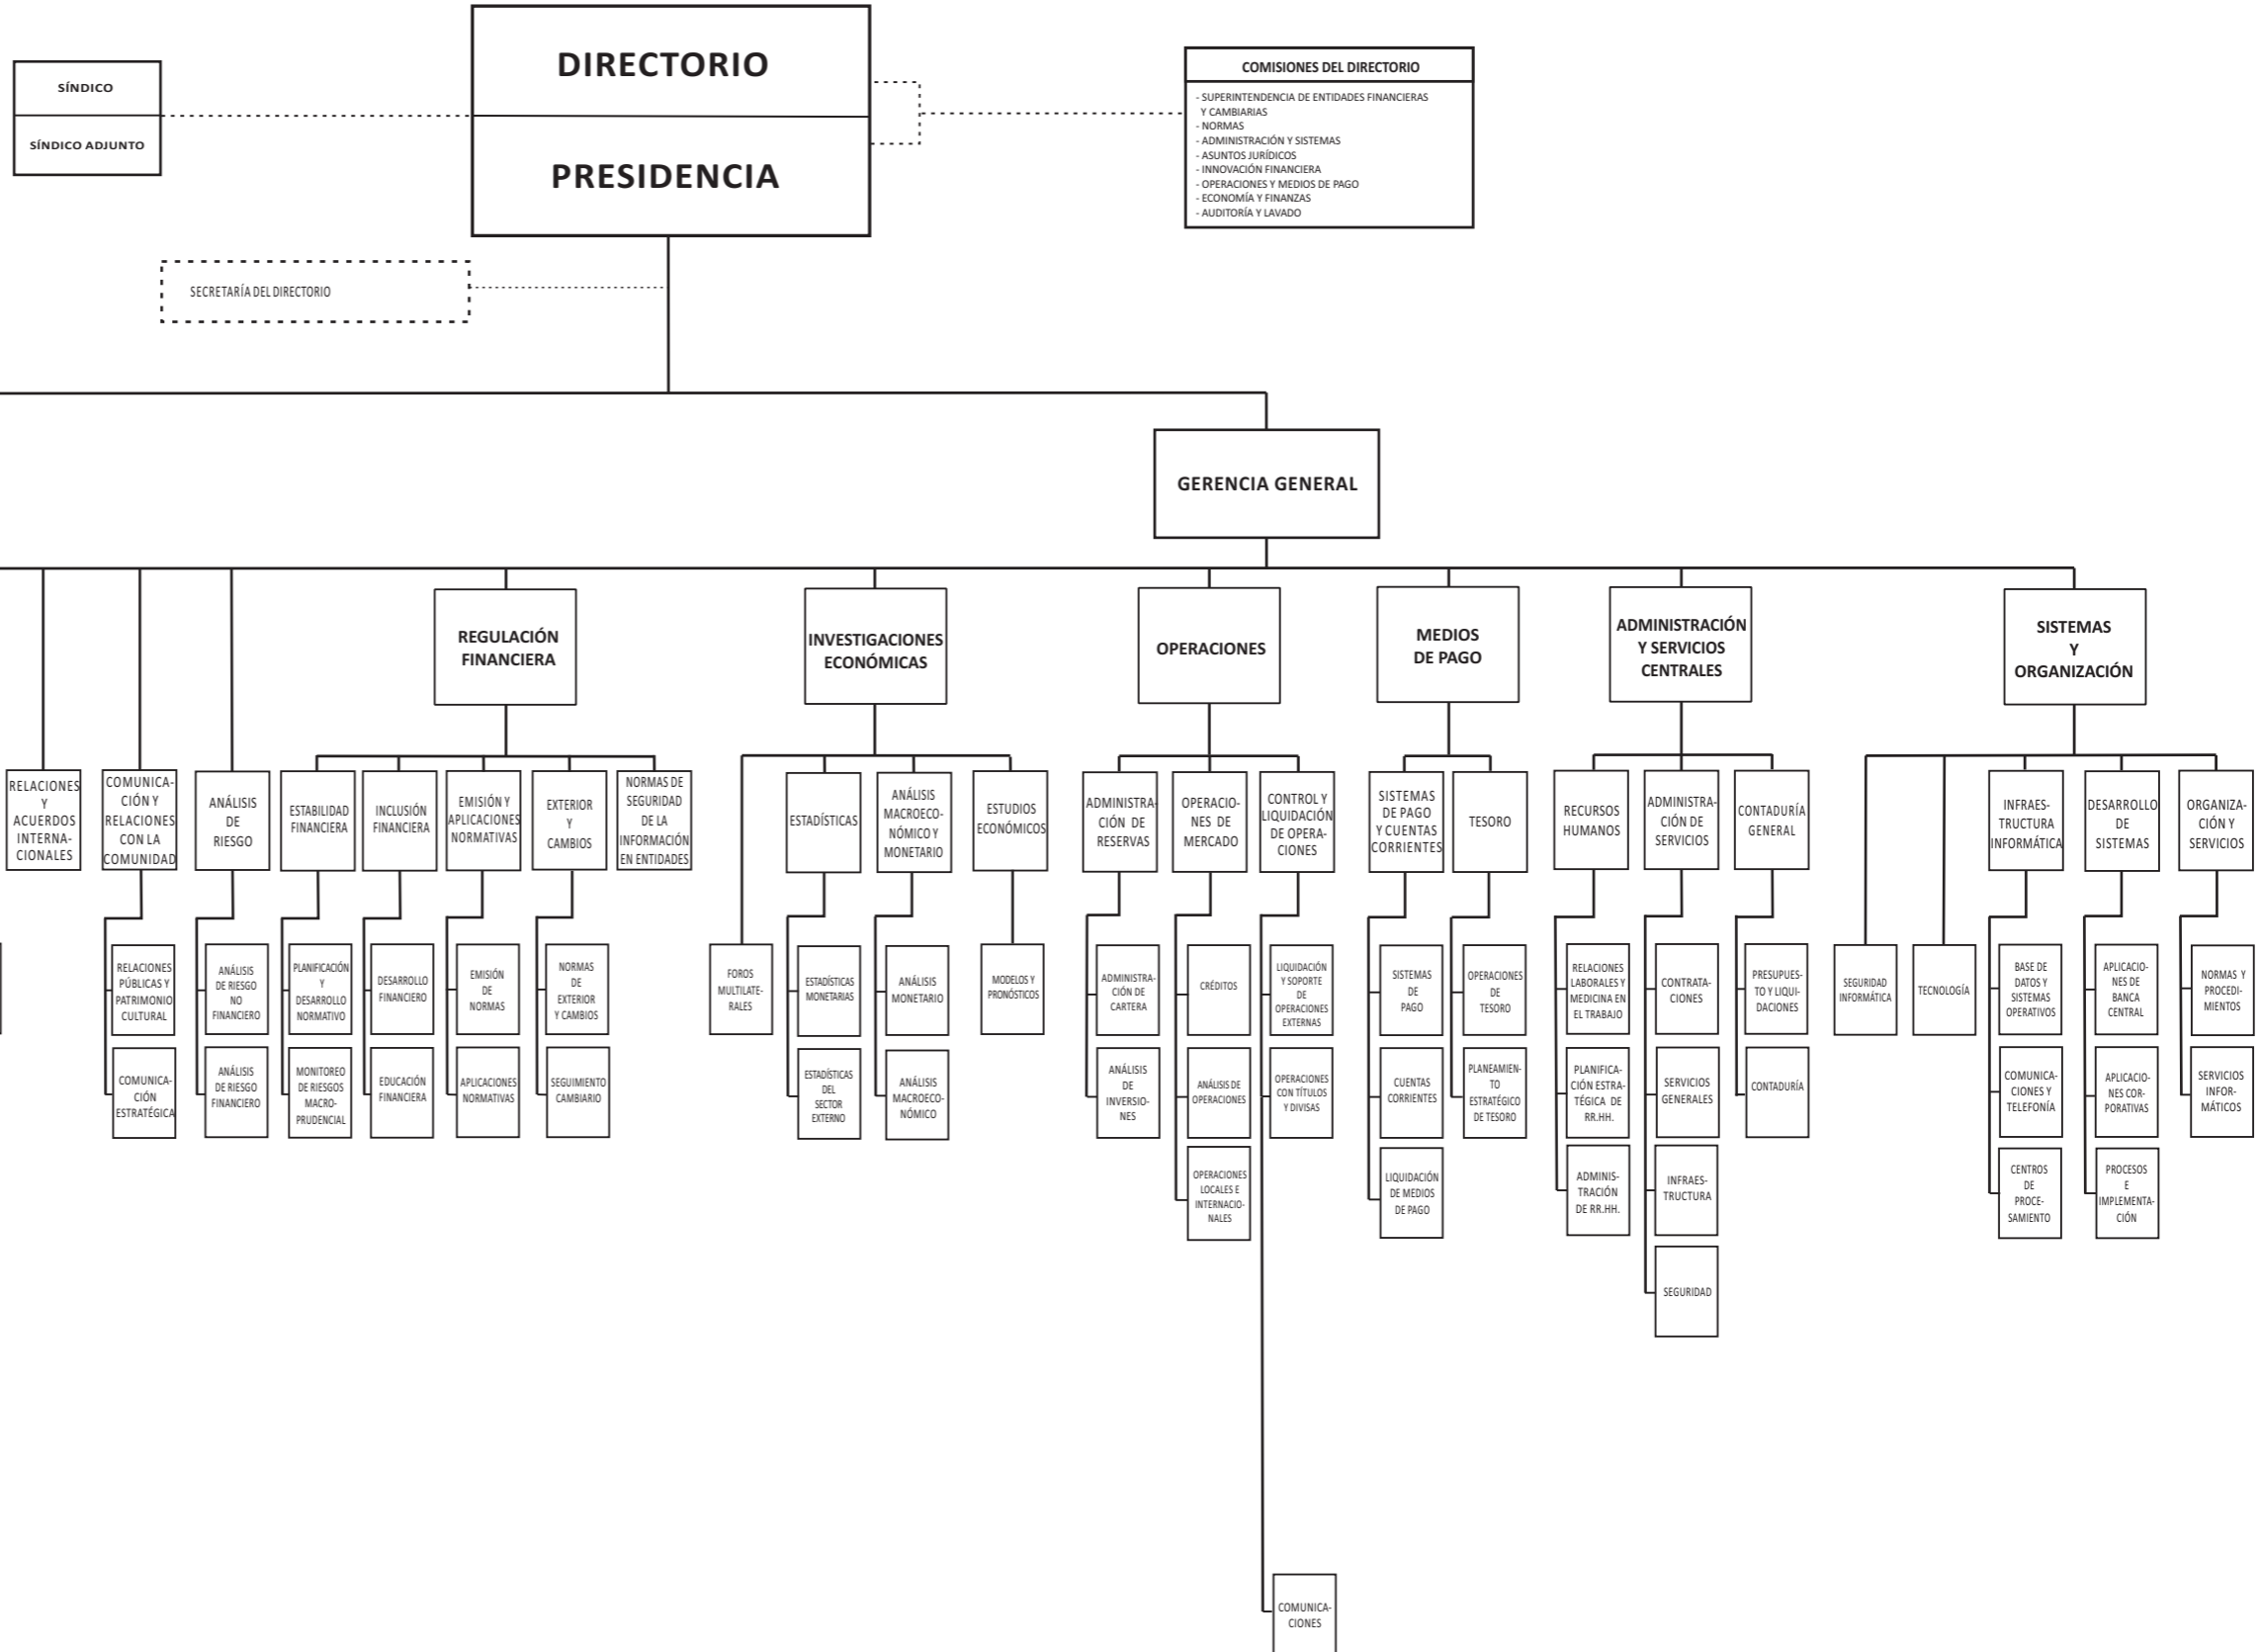 DIRECTORIO
PRESIDENCIA
SÍNDICO
SÍNDICO ADJUNTO
COMISIONES DEL DIRECTORIO
- SUPERINTENDENCIA DE ENTIDADES FINANCIERAS
Y CAMBIARIAS
- NORMAS
- ADMINISTRACIÓN Y SISTEMAS
- ASUNTOS JURÍDICOS
- INNOVACIÓN FINANCIERA
- OPERACIONES Y MEDIOS DE PAGO
- ECONOMÍA Y FINANZAS
- AUDITORÍA Y LAVADO
SECRETARÍA DEL DIRECTORIO
GERENCIA GENERAL
REGULACIÓN
FINANCIERA
INVESTIGACIONES
ECONÓMICAS
OPERACIONES
MEDIOS
DE PAGO
ADMINISTRACIÓN
Y SERVICIOS
CENTRALES
SISTEMAS
Y
ORGANIZACIÓN
RELACIONES
Y
ACUERDOS
INTERNA-
CIONALES
COMUNICA-
CIÓN Y
RELACIONES
CON LA
COMUNIDAD
ANÁLISIS
DE
RIESGO
ESTABILIDAD
FINANCIERA
INCLUSIÓN
FINANCIERA
EMISIÓN Y
APLICACIONES
NORMATIVAS
EXTERIOR
Y
CAMBIOS
NORMAS DE
SEGURIDAD
DE LA
INFORMACIÓN
EN ENTIDADES
ESTADÍSTICAS
ANÁLISIS
MACROECO-
NÓMICO Y
MONETARIO
ESTUDIOS
ECONÓMICOS
ADMINISTRA-
CIÓN DE
RESERVAS
OPERACIO-
NES DE
MERCADO
CONTROL Y
LIQUIDACIÓN
DE OPERA-
CIONES
SISTEMAS
DE PAGO
Y CUENTAS
CORRIENTES
TESORO
RECURSOS
HUMANOS
ADMINISTRA-
CIÓN DE
SERVICIOS
CONTADURÍA
GENERAL
INFRAES-
TRUCTURA
INFORMÁTICA
DESARROLLO
DE
SISTEMAS
ORGANIZA-
CIÓN Y
SERVICIOS
RELACIONES
PÚBLICAS Y
PATRIMONIO
CULTURAL
ANÁLISIS
DE RIESGO
NO
FINANCIERO
PLANIFICACIÓN
Y
DESARROLLO
NORMATIVO
DESARROLLO
FINANCIERO
EMISIÓN
DE
NORMAS
NORMAS
DE
EXTERIOR
Y CAMBIOS
FOROS
MULTILATE-
RALES
ESTADÍSTICAS
MONETARIAS
ANÁLISIS
MONETARIO
MODELOS Y
PRONÓSTICOS
ADMINISTRA-
CIÓN DE
CARTERA
CRÉDITOS
LIQUIDACIÓN
Y SOPORTE
DE
OPERACIONES
EXTERNAS
SISTEMAS
DE
PAGO
OPERACIONES
DE
TESORO
RELACIONES
LABORALES Y
MEDICINA EN
EL TRABAJO
CONTRATA-
CIONES
PRESUPUES-
TO Y LIQUI-
DACIONES
SEGURIDAD
INFORMÁTICA
TECNOLOGÍA
BASE DE
DATOS Y
SISTEMAS
OPERATIVOS
APLICACIO-
NES DE
BANCA
CENTRAL
NORMAS Y
PROCEDI-
MIENTOS
COMUNICA-
CIÓN
ESTRATÉGICA
ANÁLISIS
DE RIESGO
FINANCIERO
MONITOREO
DE RIESGOS
MACRO-
PRUDENCIAL
EDUCACIÓN
FINANCIERA
APLICACIONES
NORMATIVAS
SEGUIMIENTO
CAMBIARIO
ESTADÍSTICAS
DEL
SECTOR
EXTERNO
ANÁLISIS
MACROECO-
NÓMICO
ANÁLISIS
DE
INVERSIO-
NES
ANÁLISIS DE
OPERACIONES
OPERACIONES
CON TÍTULOS
Y DIVISAS
CUENTAS
CORRIENTES
PLANEAMIEN-
TO
ESTRATÉGICO
DE TESORO
PLANIFICA-
CIÓN ESTRA-
TÉGICA DE
RR.HH.
SERVICIOS
GENERALES
CONTADURÍA
COMUNICA-
CIONES Y
TELEFONÍA
APLICACIO-
NES COR-
PORATIVAS
SERVICIOS
INFOR-
MÁTICOS
OPERACIONES
LOCALES E
INTERNACIO-
NALES
LIQUIDACIÓN
DE MEDIOS
DE PAGO
ADMINIS-
TRACIÓN
DE RR.HH.
INFRAES-
TRUCTURA
CENTROS
DE
PROCE-
SAMIENTO
PROCESOS
E
IMPLEMENTA-
CIÓN
SEGURIDAD
COMUNICA-
CIONES